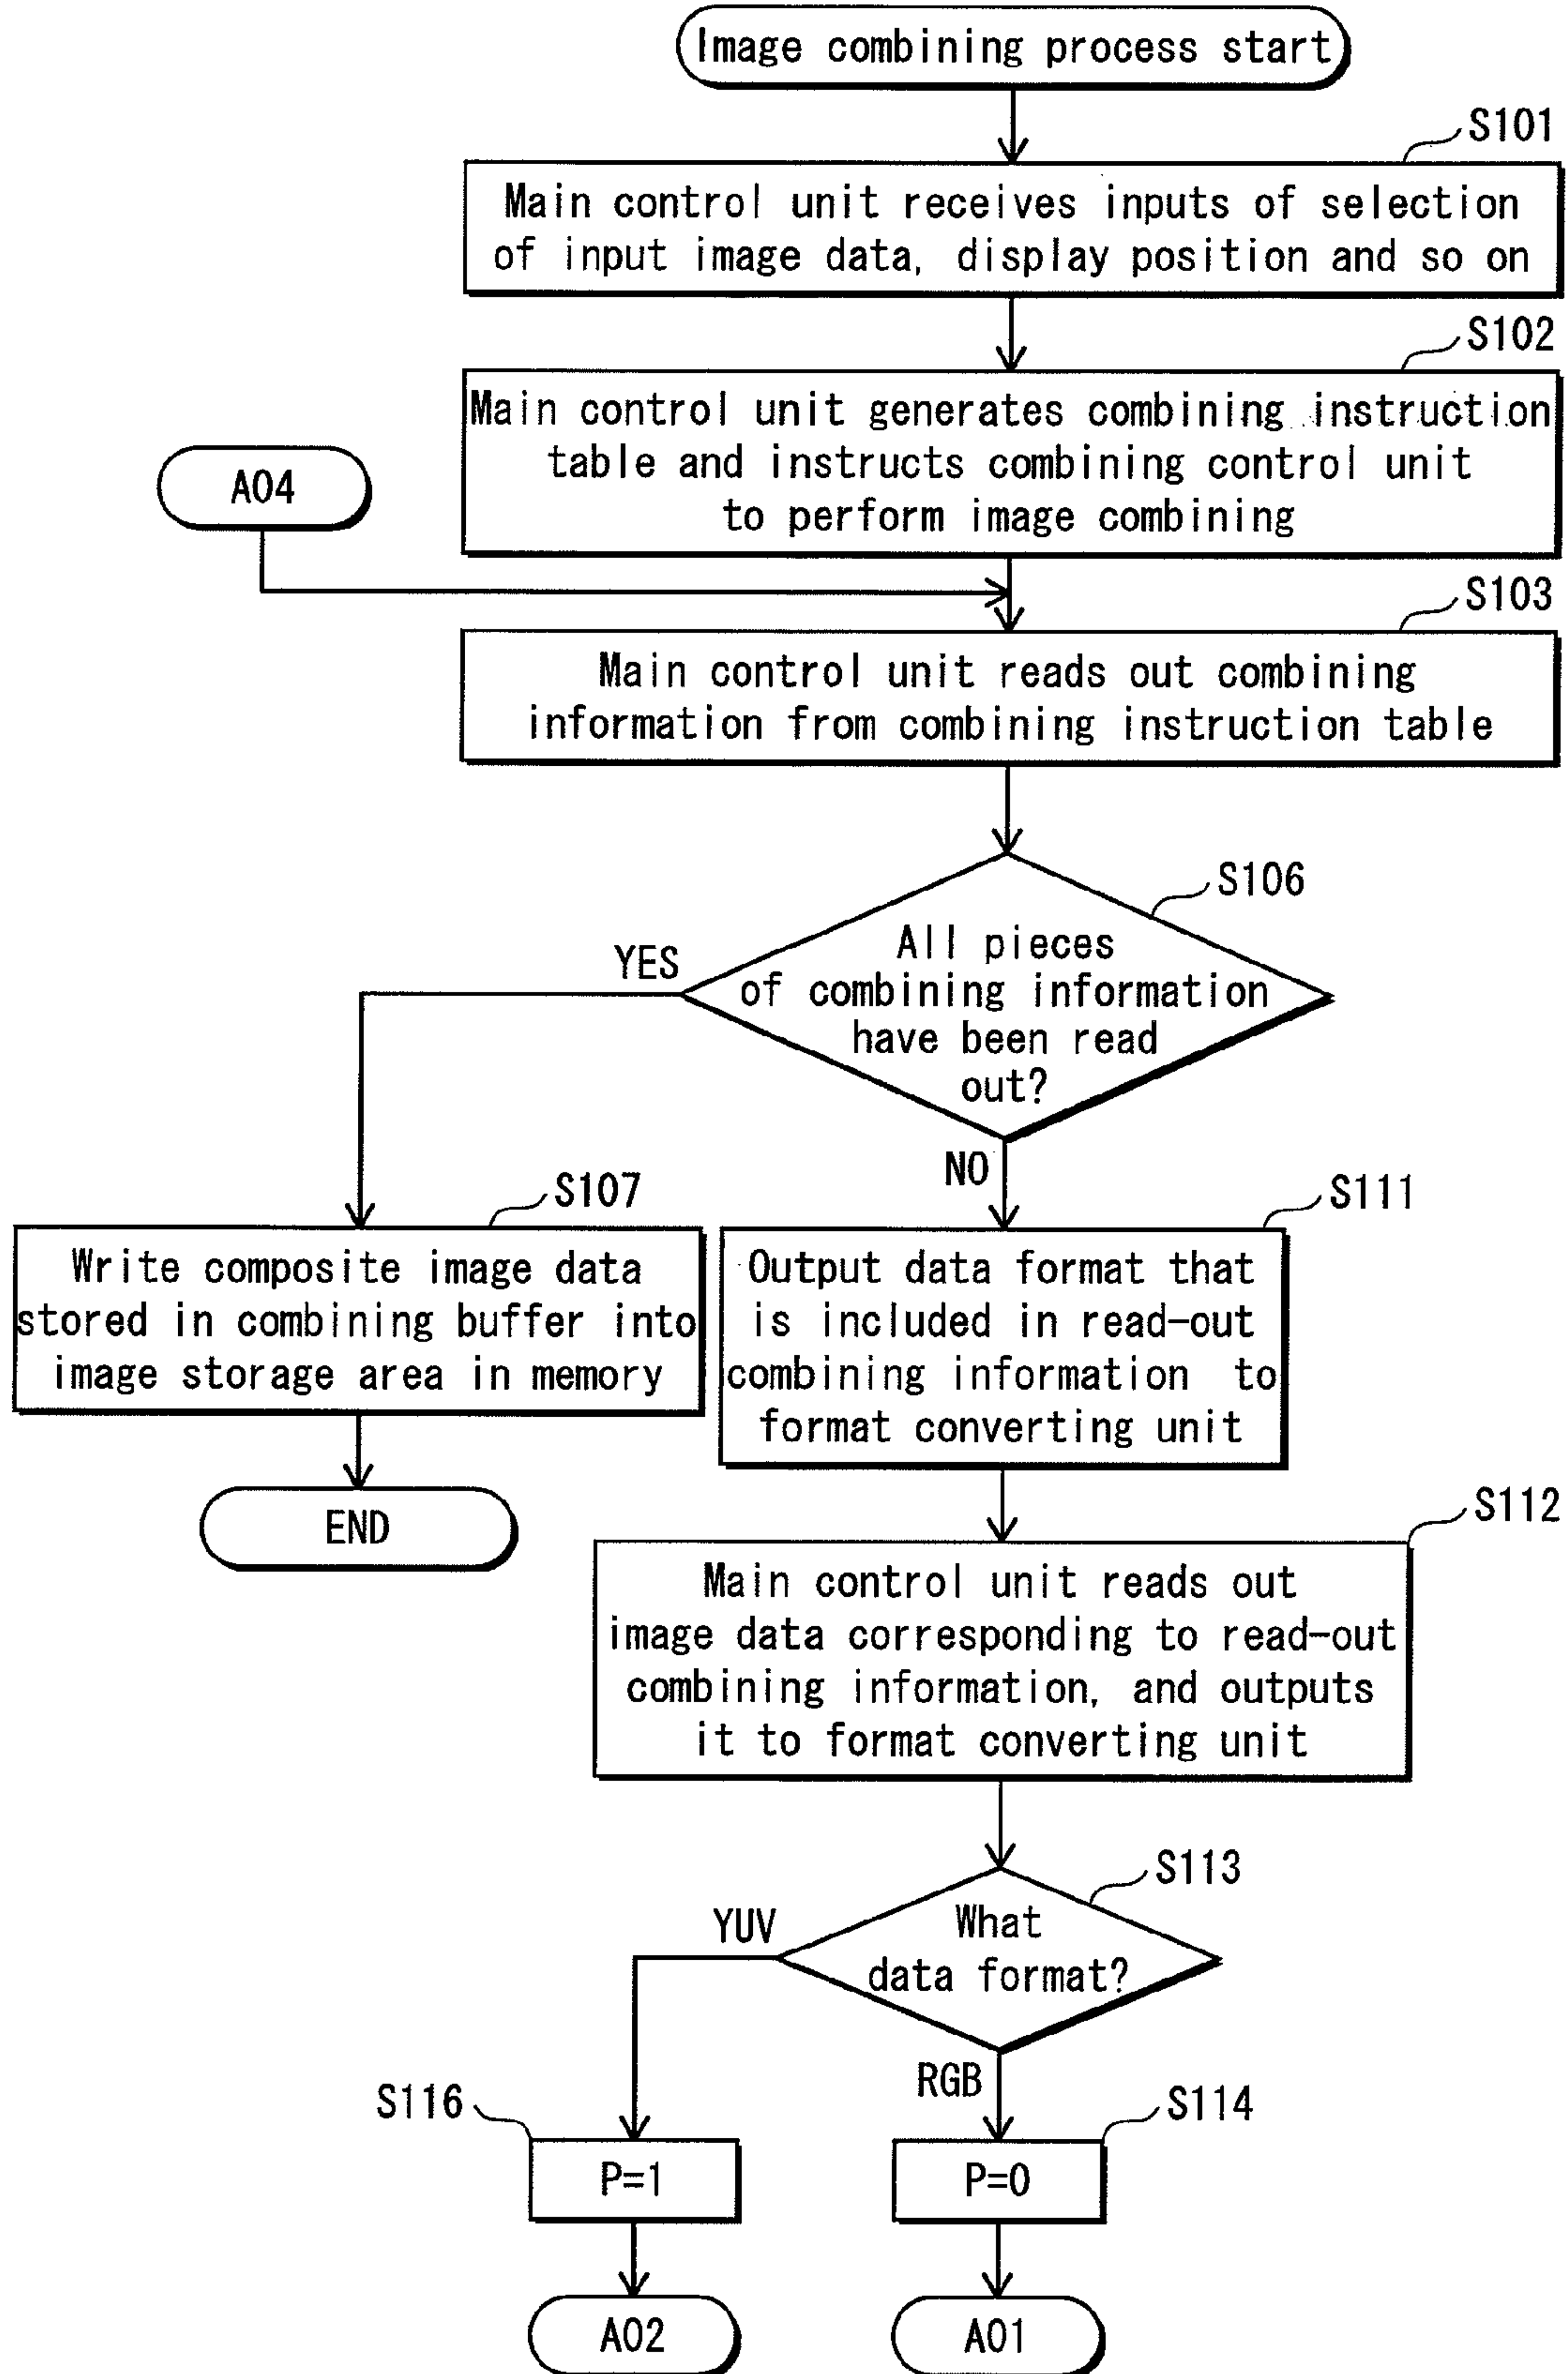 Image combining process start
S101
Main control unit receives inputs of selection
of input image data, display position and so on
S102
Main control unit generates combining instruction
table and instructs combining control unit
to perform image combining
A04
S103
Main control unit reads out combining
information from combining instruction table
S106
All pieces
of combining information
have been read
out?
YES
NO
S107
Write composite image data
stored in combining buffer into
image storage area in memory
END
S111
Output data format that
is included in read-out
combining information to
format converting unit
S112
Main control unit reads out
image data corresponding to read-out
combining information, and outputs
it to format converting unit
S113
What
data format?
YUV
RGB
S116
P=1
S114
P=0
A02
A01